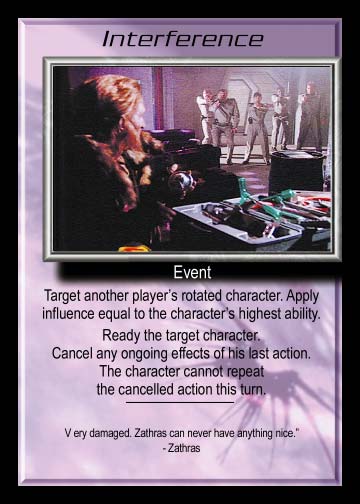 Interference
Event
Target another player's rotated character. Apply
influence equal to the character's highest ability.
Ready the target character.
Cancel any ongoing effects of his last action.
The character cannot repeat
the cancelled action this turn.
V ery damaged. Zathras can never have anything nice."
- Zathras